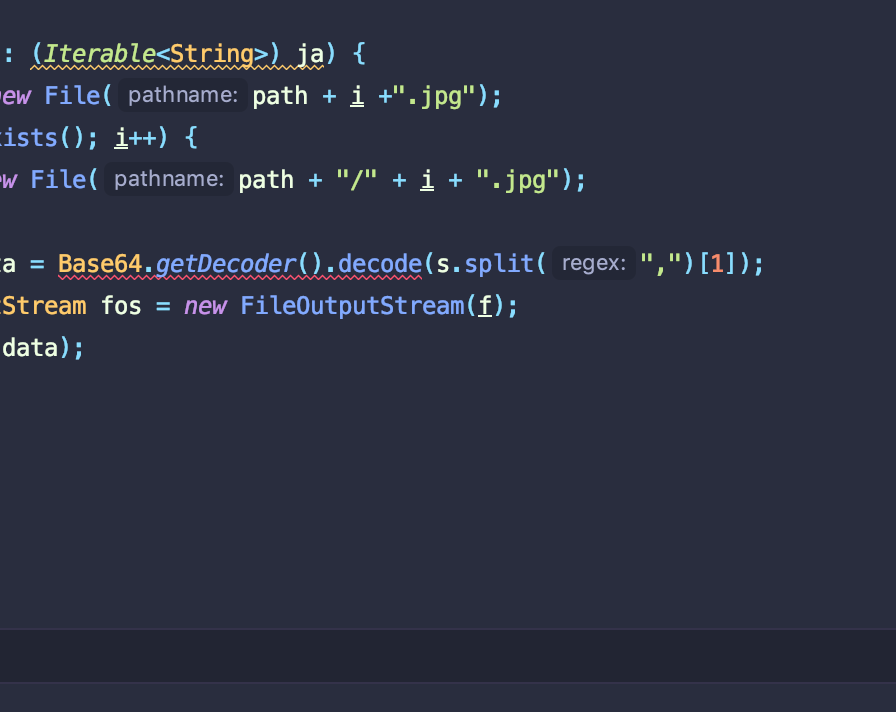 : (Iterable<String>) ja) {
new File( pathname: path + i +".jpg");
ists(); i++) {
w File( pathname: path + "/" + i + ".jpg");
a = Base64.getDecoder().decode(s.split( regex: ",")[1]);
Stream fos = new FileOutputStream(f);
data);